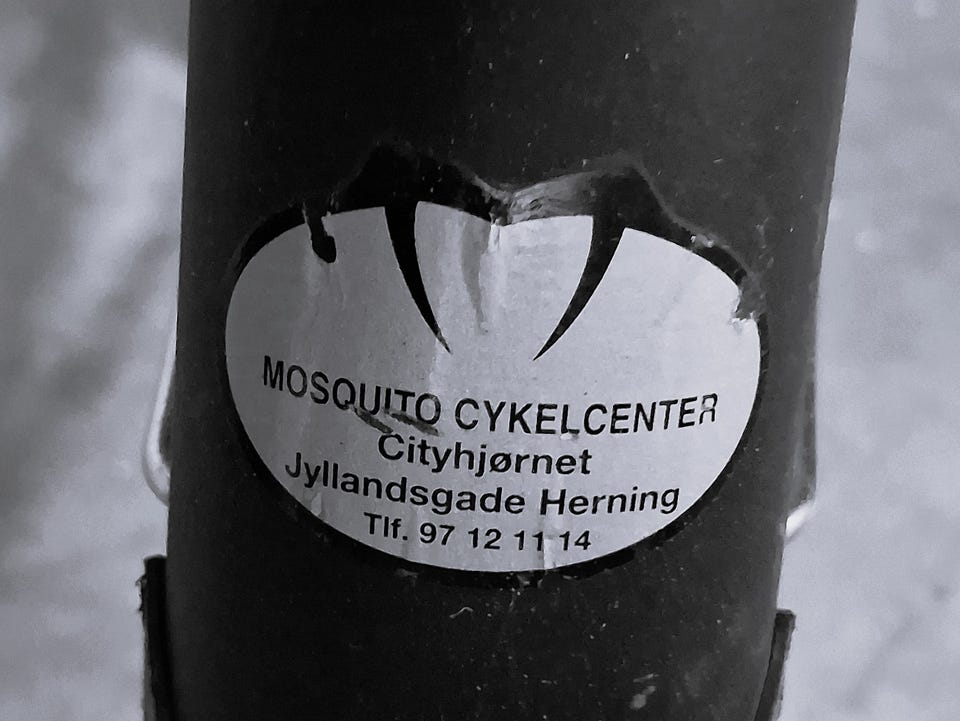 MOSQUITO CYKELCENTER
Cityhjørnet
Jyllandsgade Herning
Tlf. 97 12 11 14